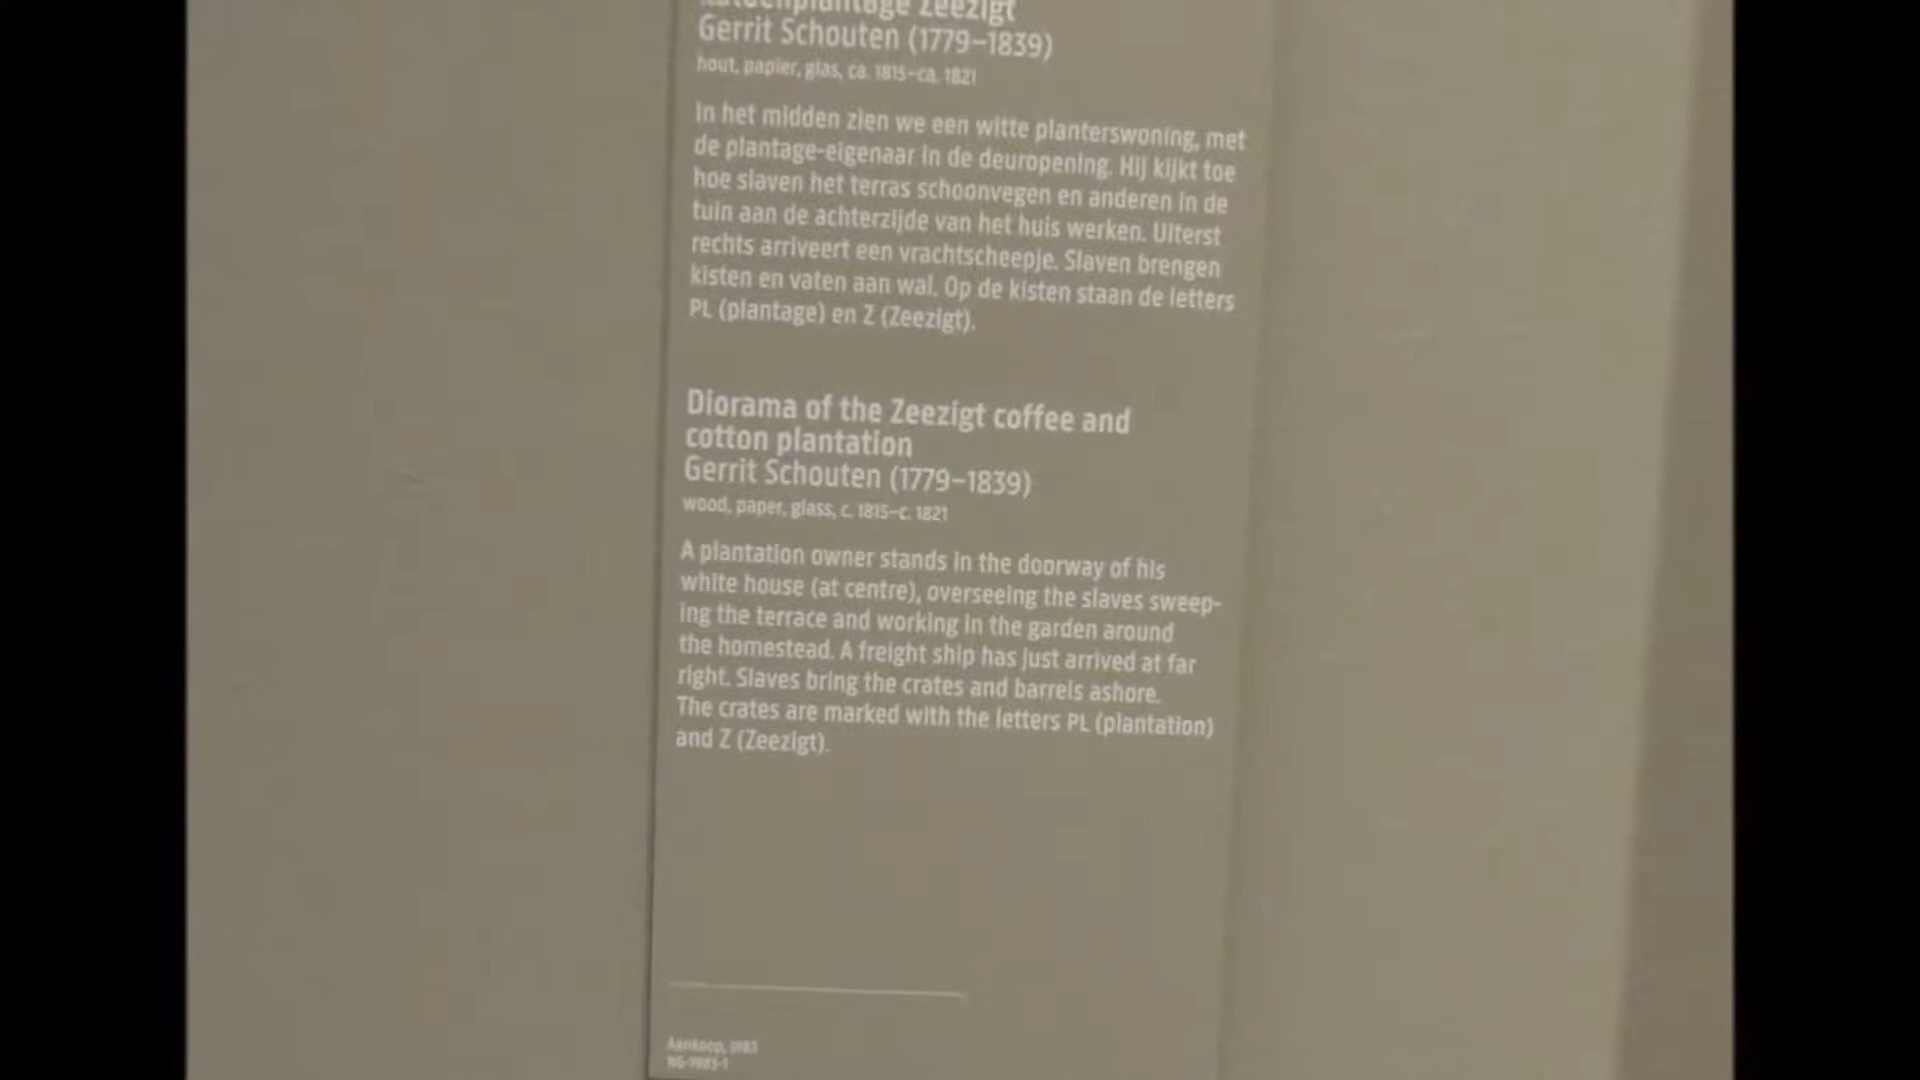 Zeezigt
Gerrit Schouten (1779–1839)
hout, papier, glas, ca. 1815–ca. 1821
In het midden zien we een witte planterswoning, met
de plantage-eigenaar in de deuropening. Hij kijkt toe
hoe slaven het terras schoonvegen en anderen in de
tuin aan de achterzijde van het huis werken. Uiterst
rechts arriveert een vrachtscheepje. Slaven brengen
kisten en vaten aan wal. Op de kisten staan de letters
PL (plantage) en Z (Zeezigt).
Diorama of the Zeezigt coffee and
cotton plantation
Gerrit Schouten (1779–1839)
wood, paper, glass, c. 1815–c. 1821
A plantation owner stands in the doorway of his
white house (at centre), overseeing the slaves sweep-
ing the terrace and working in the garden around
the homestead. A freight ship has just arrived at far
right. Slaves bring the crates and barrels ashore.
The crates are marked with the letters PL (plantation)
and Z (Zeezigt).
Aankoop,